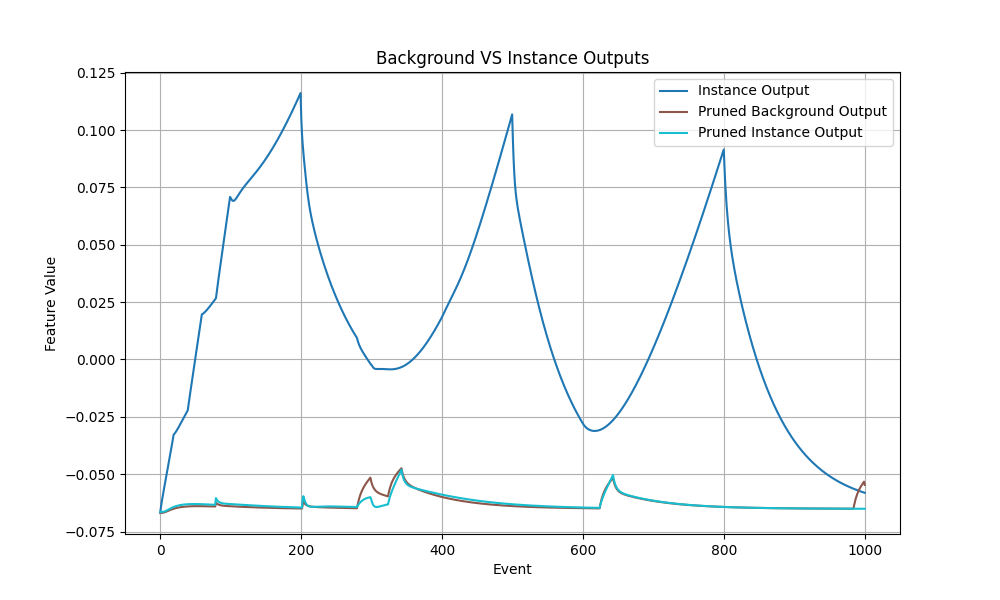 Background VS Instance Outputs
Instance Output
Pruned Background Output
Pruned Instance Output
Feature Value
0.125
0.100
0.075
0.050
0.025
0.000
−0.025
−0.050
−0.075
0 200 400 600 800 1000
Event